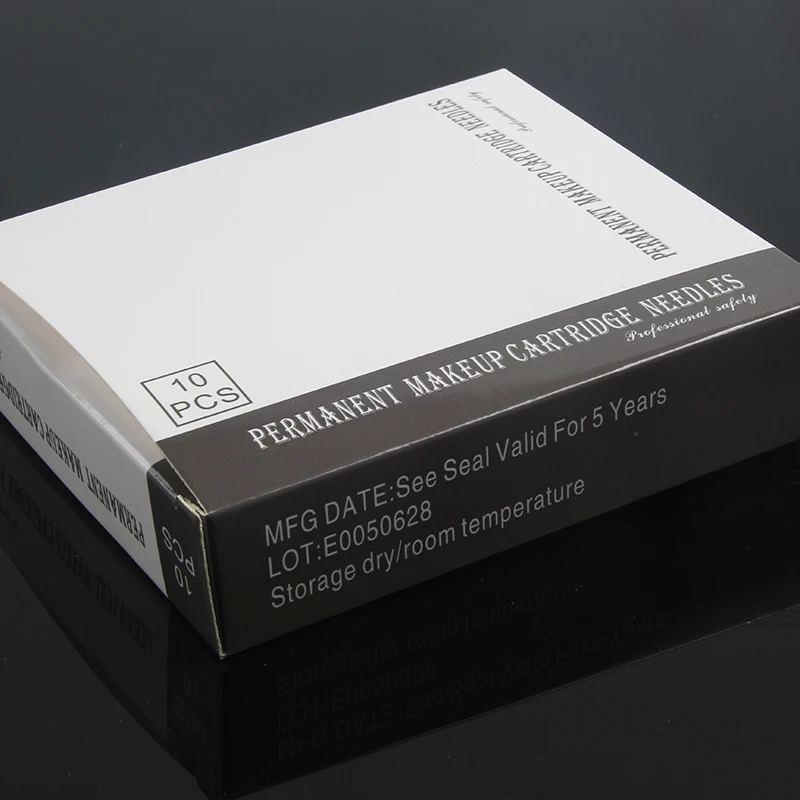 Professional safety
PERMANENT MAKEUP CARTRIDGE NEEDLES
10
PCS
PERMANENT MAKEUP CARTRIDGE NEEDLES
Professional safety
MFG DATE:See Seal Valid For 5 Years
LOT:E0050628
Storage dry/room temperature
PERMANENT MAKEUP CARTRIDGE
10
PCS